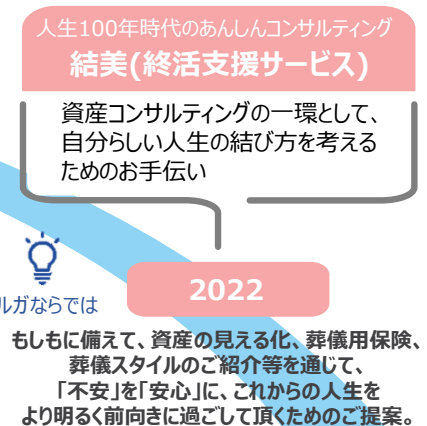 人生100年時代のあんしんコンサルティング
結美(終活支援サービス)
資産コンサルティングの一環として、
自分らしい人生の結び方を考える
ためのお手伝い
ルガならでは
2022
もしもに備えて、資産の見える化、葬儀用保険、
葬儀スタイルのご紹介等を通じて、
「不安」を「安心」に、これからの人生を
より明るく前向きに過ごして頂くためのご提案。